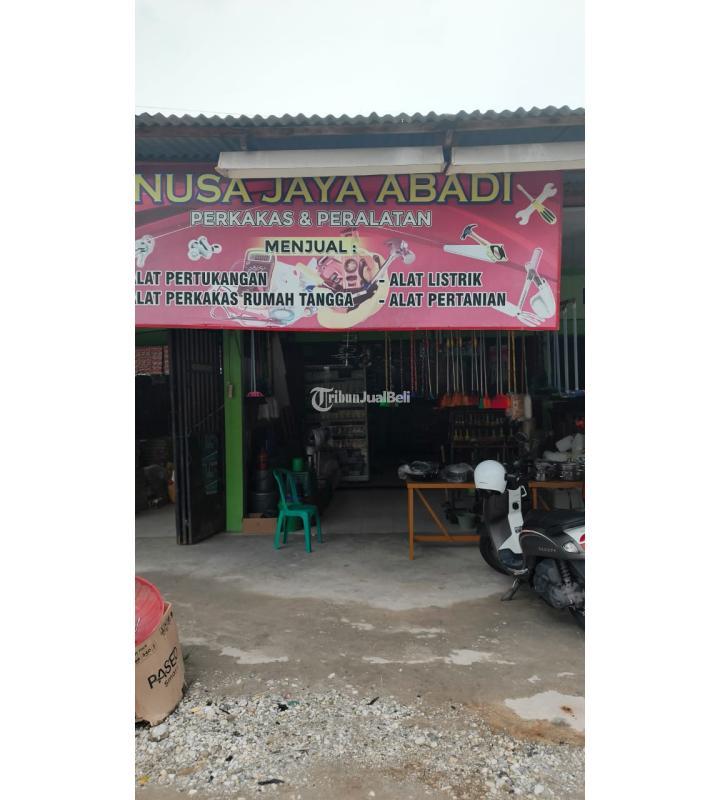 NUSA JAYA ABADI
PERKAKAS & PERALATAN
MENJUAL :
ALAT PERTUKANGAN
- ALAT LISTRIK
ALAT PERKAKAS RUMAH TANGGA
- ALAT PERTANIAN
TribunJualBeli
PASEO